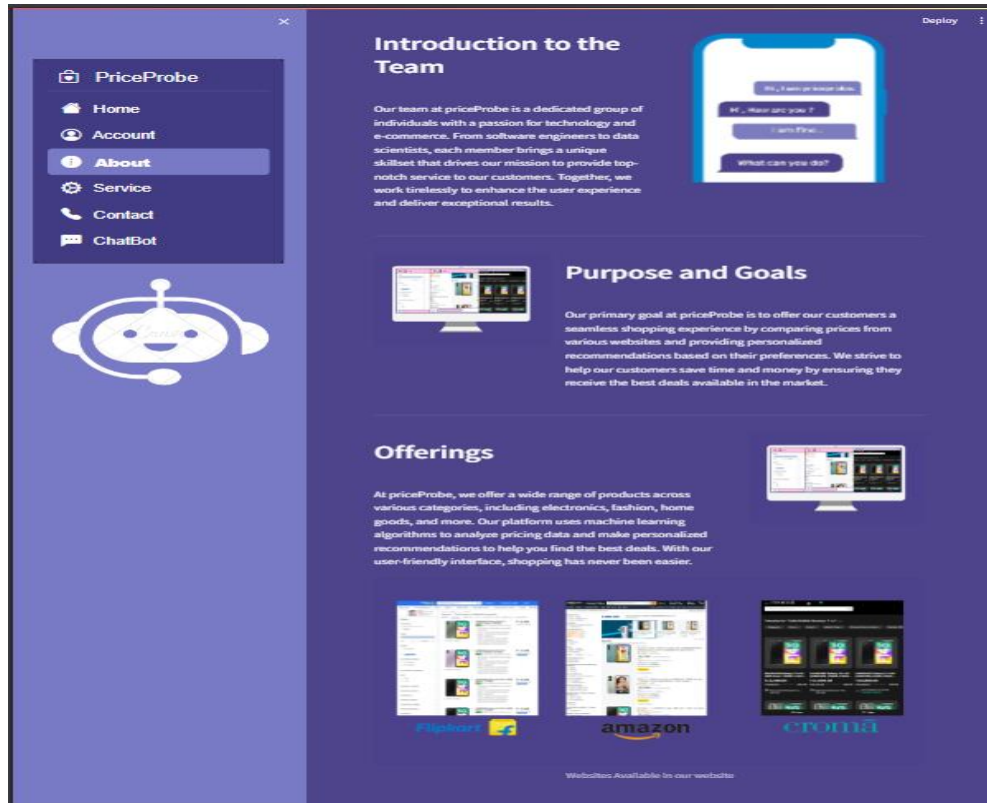 Deploy
PriceProbe
Home
Account
About
Service
Contact
ChatBot
Introduction to the
Team
Our team at priceProbe is a dedicated group of
individuals with a passion for technology and
e-commerce. From software engineers to data
scientists, each member brings a unique
skillset that drives our mission to provide top-
notch service to our customers. Together, we
work tirelessly to enhance the user experience
and deliver exceptional results.
Hi, I am priceprobe.
Hi , How are you ?
I am Fine..
What can you do?
Purpose and Goals
Our primary goal at priceProbe is to offer our customers a
seamless shopping experience by comparing prices from
various websites and providing personalized
recommendations based on their preferences. We strive to
help our customers save time and money by ensuring they
receive the best deals available in the market.
Offerings
At priceProbe, we offer a wide range of products across
various categories, including electronics, fashion, home
goods, and more. Our platform uses machine learning
algorithms to analyze pricing data and make personalized
recommendations to help you find the best deals. With our
user-friendly interface, shopping has never been easier.
Flipkart
amazon
cromā
Websites Available in our website